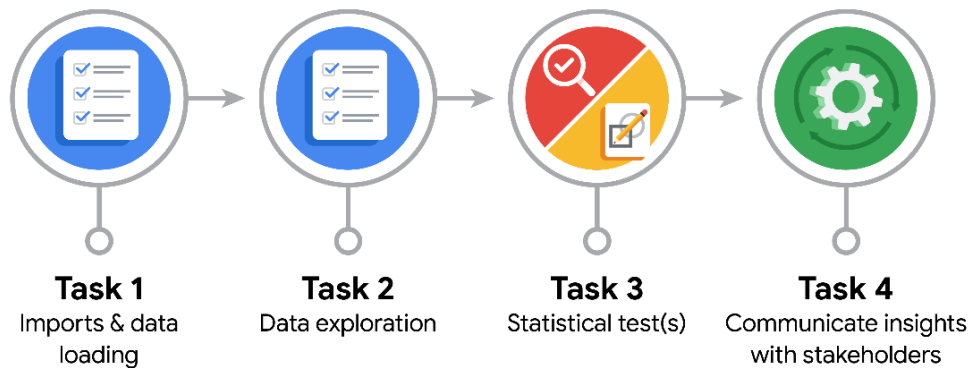 Task 1
Imports & data
loading
Task 2
Data exploration
Task 3
Statistical test(s)
Task 4
Communicate insights
with stakeholders